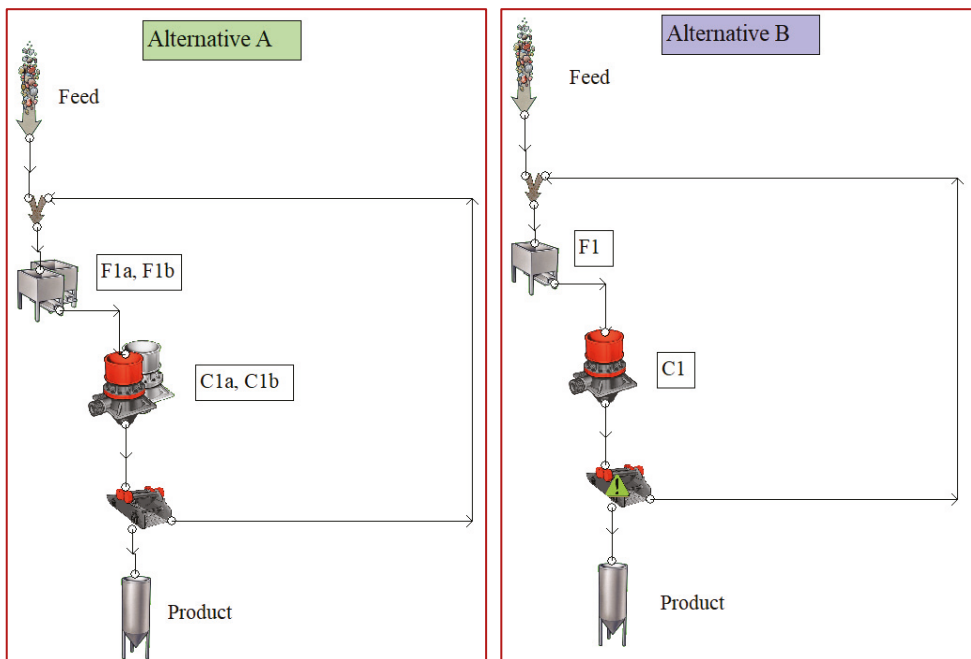 Alternative A
Feed
F1a, F1b
C1a, C1b
Product
Alternative B
Feed
F1
C1
!
Product